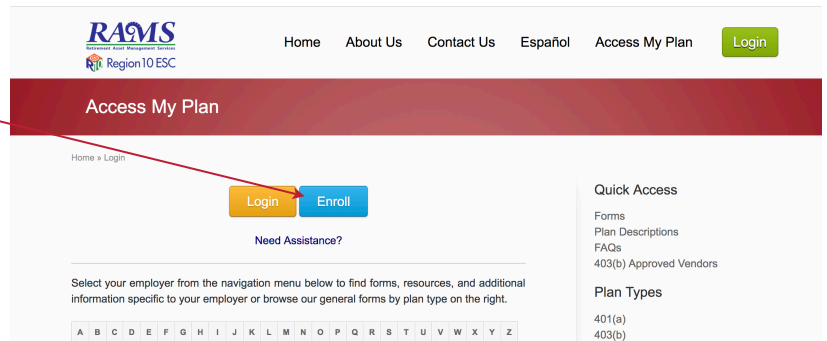 RAMS
Retirement Asset Management Services
Region 10 ESC
Home About Us Contact Us Español Access My Plan Login
Access My Plan
Home » Login
Login Enroll
Need Assistance?
Select your employer from the navigation menu below to find forms, resources, and additional
information specific to your employer or browse our general forms by plan type on the right.
A B C D E F G H I J K L M N O P Q R S T U V W X Y Z
Quick Access
Forms
Plan Descriptions
FAQs
403(b) Approved Vendors
Plan Types
401(a)
403(b)